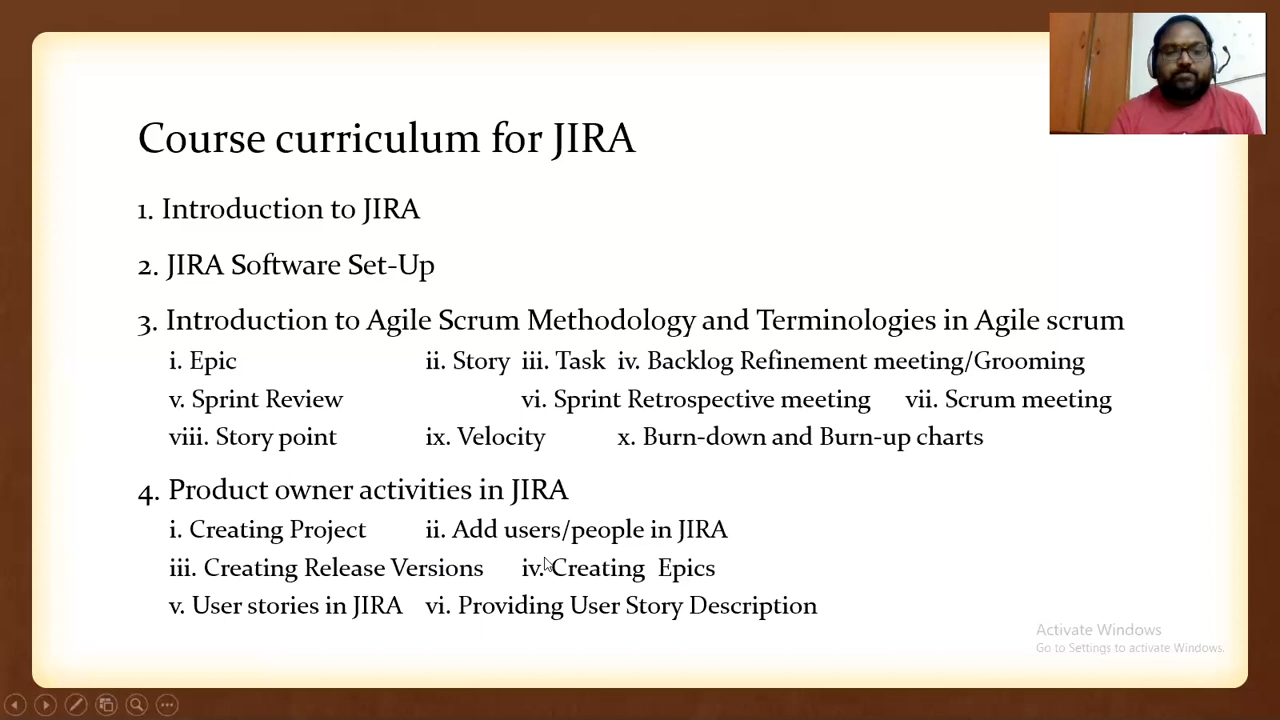 Course curriculum for JIRA
1. Introduction to JIRA
2. JIRA Software Set-Up
3. Introduction to Agile Scrum Methodology and Terminologies in Agile scrum
i. Epic ii. Story iii. Task iv. Backlog Refinement meeting/Grooming
v. Sprint Review vi. Sprint Retrospective meeting vii. Scrum meeting
viii. Story point ix. Velocity x. Burn-down and Burn-up charts
4. Product owner activities in JIRA
i. Creating Project ii. Add users/people in JIRA
iii. Creating Release Versions iv. Creating Epics
v. User stories in JIRA vi. Providing User Story Description
Activate Windows
Go to Settings to activate Windows.